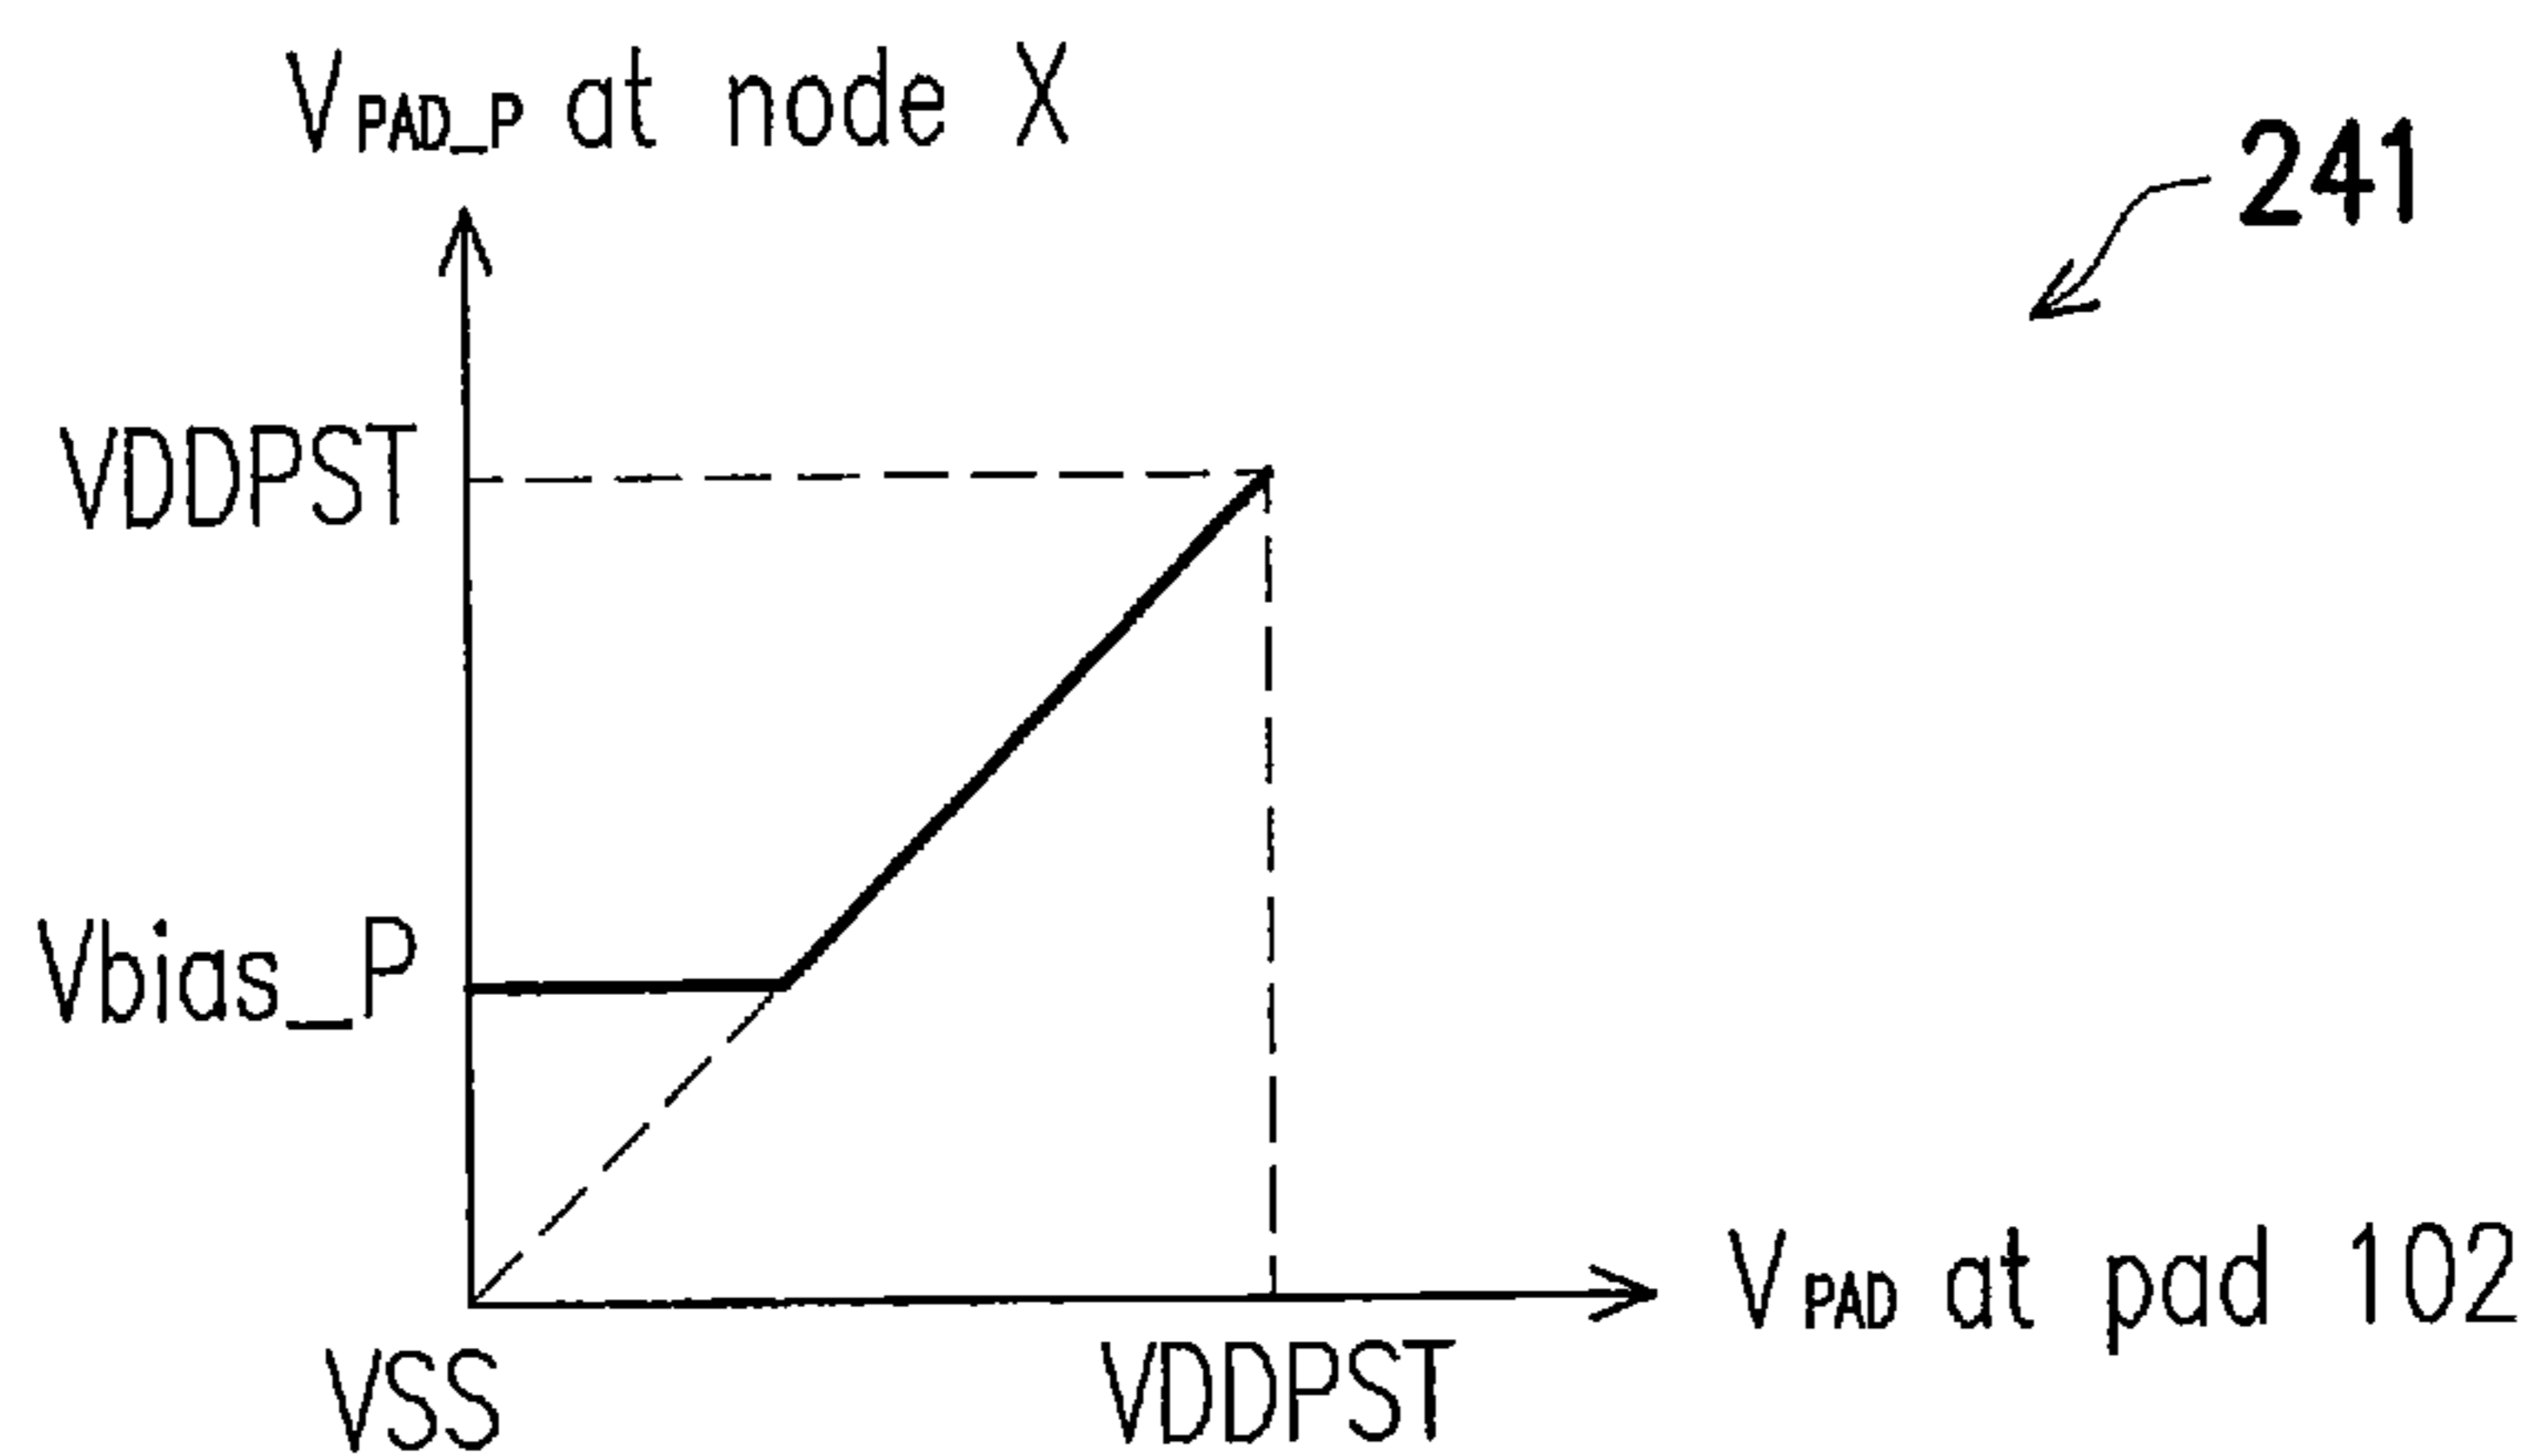 VPAD_P at node X
241
VDDPST
Vbias_P
VPAD at pad 102
VSS
VDDPST